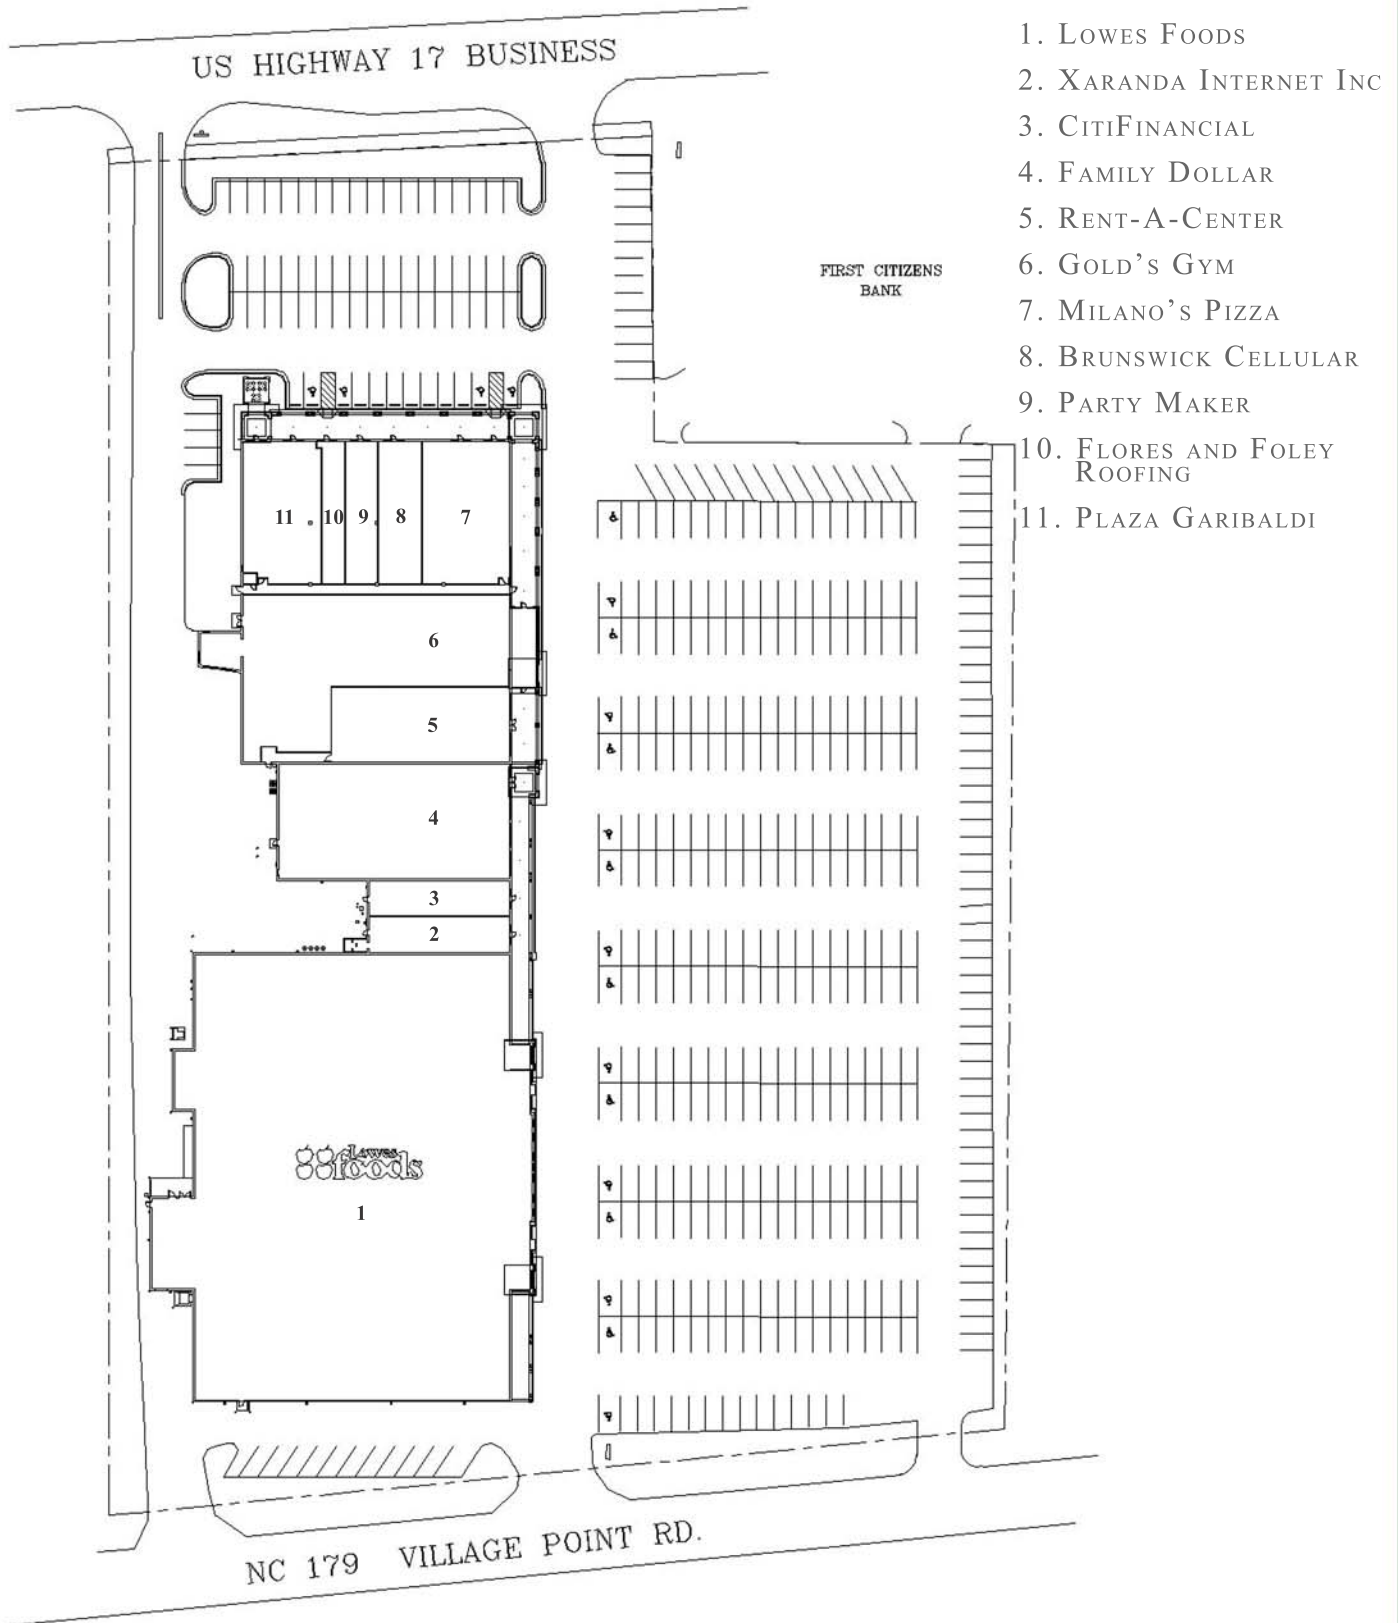 US HIGHWAY 17 BUSINESS
1. Lowes Foods
2. Xaranda Internet Inc
3. CitiFinancial
4. Family Dollar
5. Rent-A-Center
6. Gold's Gym
7. Milano's Pizza
8. Brunswick Cellular
9. Party Maker
10. Flores and Foley
Roofing
11. Plaza Garibaldi
FIRST CITIZENS
BANK
11 10 9 8 7
6
5
4
3
2
Lowes
foods
1
NC 179 VILLAGE POINT RD.